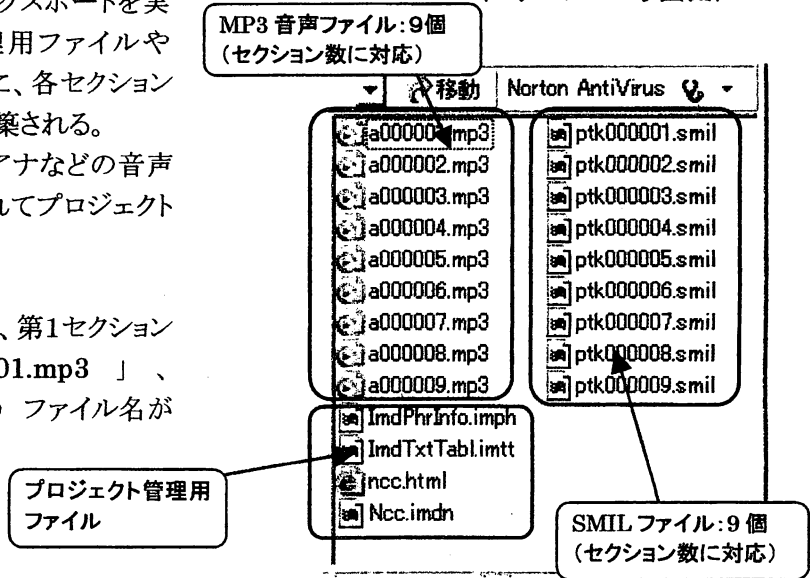 クスポートを実
理用ファイルや
に、各セクション
築される。
アナなどの音声
れてプロジェクト
、第1セクション
01.mp3 」、
ファイル名が
MP3 音声ファイル：9個
（セクション数に対応）
移動 Norton AntiVirus
a000001.mp3
a000002.mp3
a000003.mp3
a000004.mp3
a000005.mp3
a000006.mp3
a000007.mp3
a000008.mp3
a000009.mp3
ImdPhrInfo.imph
ImdTxtTabl.imtt
ncc.html
Ncc.imdn
ptk000001.smil
ptk000002.smil
ptk000003.smil
ptk000004.smil
ptk000005.smil
ptk000006.smil
ptk000007.smil
ptk000008.smil
ptk000009.smil
プロジェクト管理用
ファイル
SMIL ファイル：9 個
（セクション数に対応）